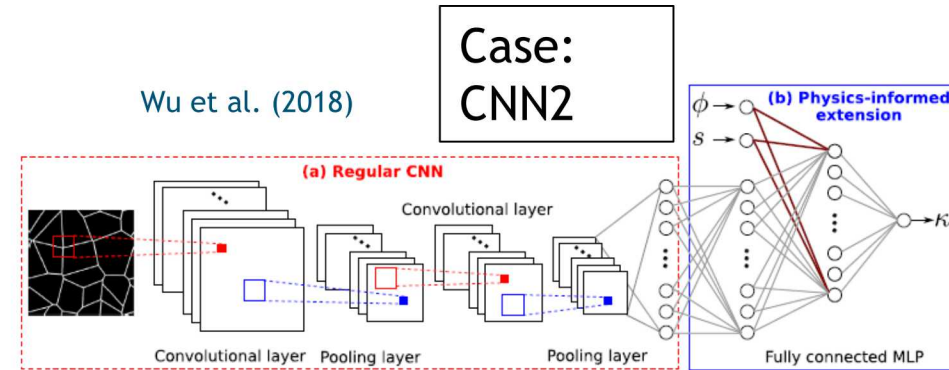 Case:
CNN2
Wu et al. (2018)
(b) Physics-informed
extension
ϕ
s
(a) Regular CNN
Convolutional layer
κ
Convolutional layer
Pooling layer
Pooling layer
Fully connected MLP